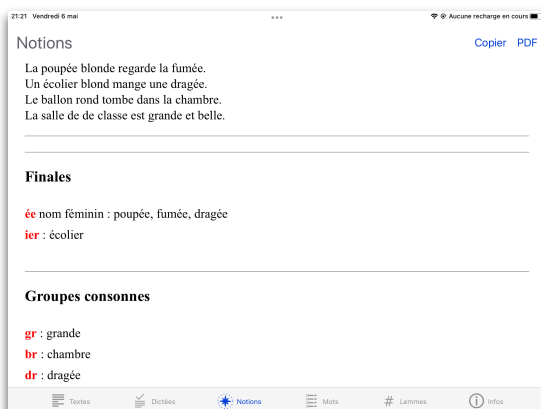 21:21 Vendredi 6 mai
Aucune recharge en cours
Notions
Copier PDF
La poupée blonde regarde la fumée.
Un écolier blond mange une dragée.
Le ballon rond tombe dans la chambre.
La salle de de classe est grande et belle.
Finales
ée nom féminin : poupée, fumée, dragée
ier : écolier
Groupes consonnes
gr : grande
br : chambre
dr : dragée
Textes Dictées Notions Mots # Lemmes Infos